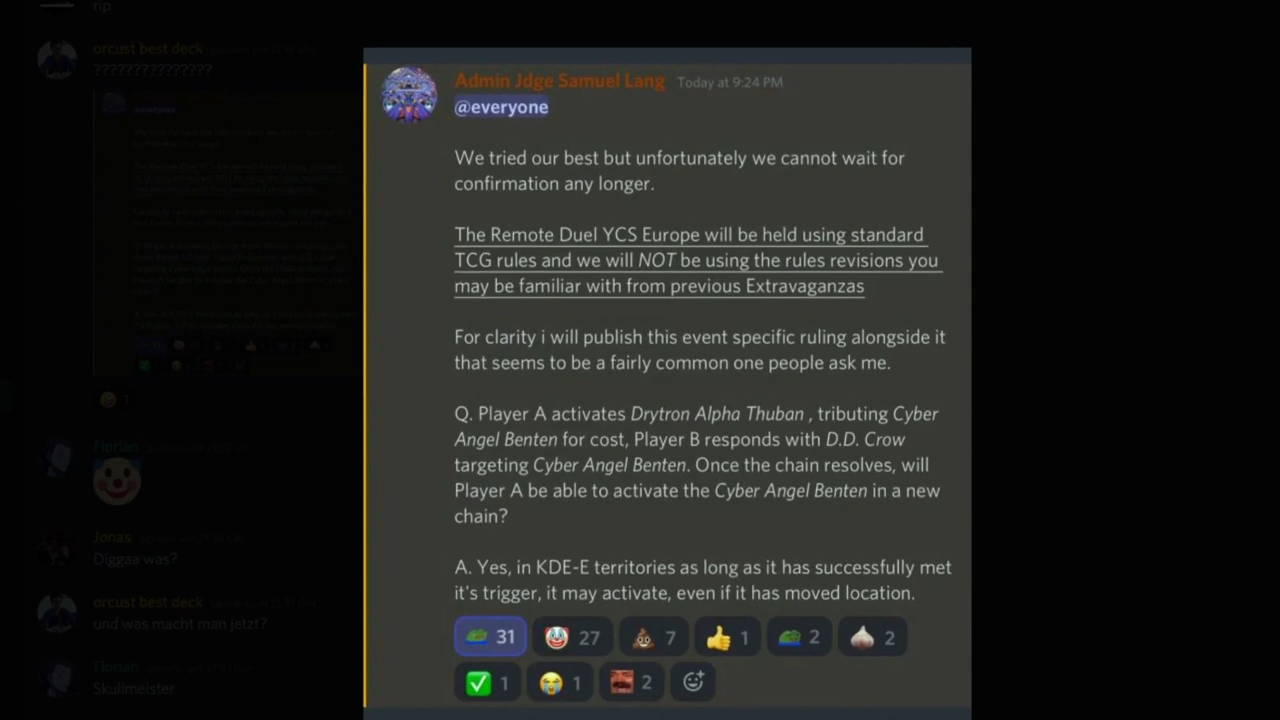 rip
orcust best deck
???????????????
Admin Jdge Samuel Lang Today at 9:24 PM
@everyone
We tried our best but unfortunately we cannot wait for
confirmation any longer.
The Remote Duel YCS Europe will be held using standard
TCG rules and we will NOT be using the rules revisions you
may be familiar with from previous Extravaganzas
For clarity i will publish this event specific ruling alongside it
that seems to be a fairly common one people ask me.
Q. Player A activates Drytron Alpha Thuban , tributing Cyber
Angel Benten for cost, Player B responds with D.D. Crow
targeting Cyber Angel Benten. Once the chain resolves, will
Player A be able to activate the Cyber Angel Benten in a new
chain?
A. Yes, in KDE-E territories as long as it has successfully met
it's trigger, it may activate, even if it has moved location.
31 27 7 1 2 2
1 1 2
1
Florian
Jonas
Diggaa was?
orcust best deck
und was macht man jetzt?
Florian
Skullmeister